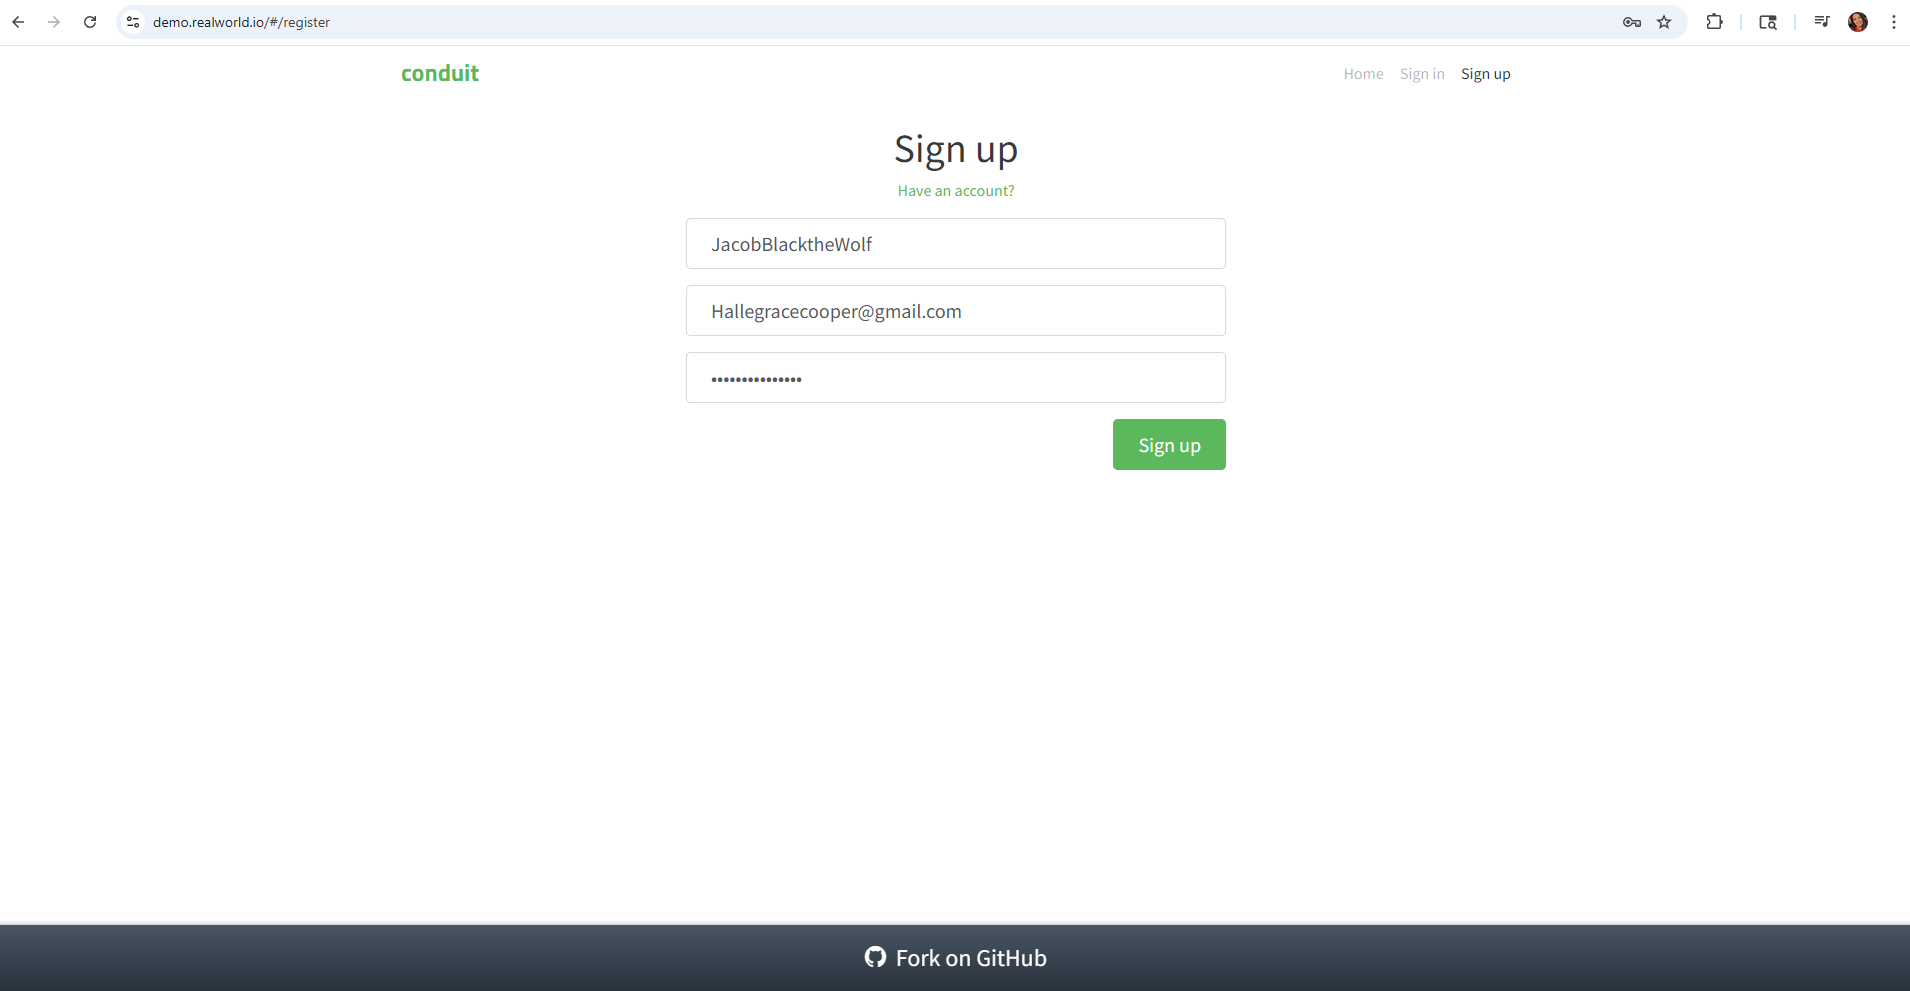 demo.realworld.io/#/register
conduit
Home Sign in Sign up
Sign up
Have an account?
JacobBlacktheWolf
Hallegracecooper@gmail.com
•••••••••••••••
Sign up
Fork on GitHub